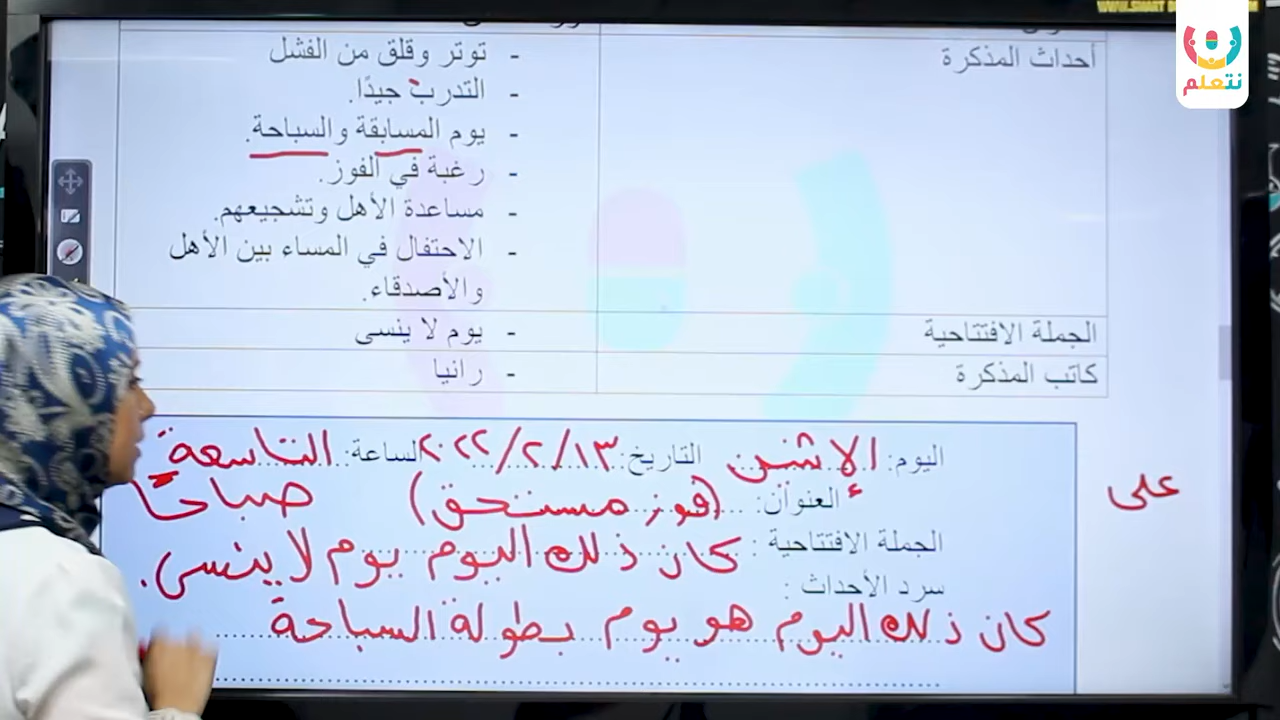 نتعلم
أحداث المذكرة
- توتر وقلق من الفشل
- التدرب جيدًا.
- يوم المسابقة والسباحة.
- رغبة في الفوز.
- مساعدة الأهل وتشجيعهم.
- الاحتفال في المساء بين الأهل
والأصدقاء.
الجملة الافتتاحية - يوم لا ينسى
كاتب المذكرة - رانيا
اليوم: الإثنين التاريخ: ١٣/٢/٢٠٢٢ الساعة: التاسعة
العنوان: (فوز مستحق) صباحًا
الجملة الافتتاحية : كان ذلك اليوم يوم لا ينسى.
سرد الأحداث :
كان ذلك اليوم هو يوم بطولة السباحة
على